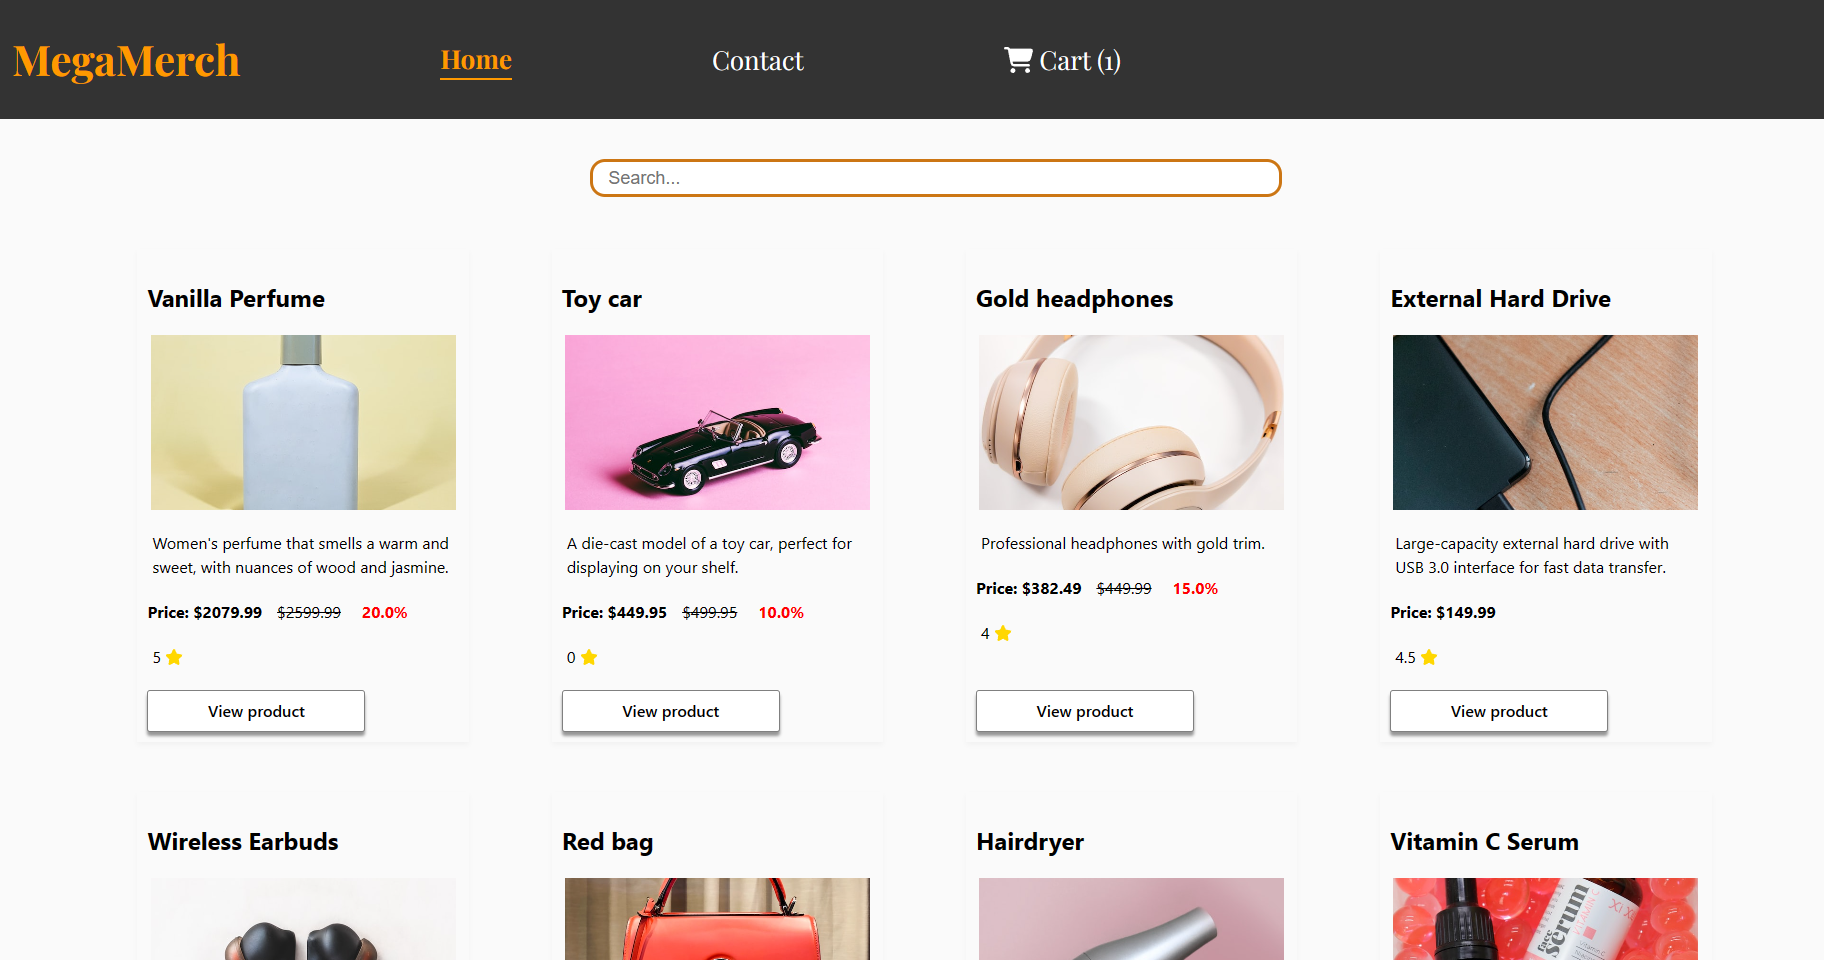 MegaMerch
Home
Contact
Cart (1)
Search...
Vanilla Perfume
Women's perfume that smells a warm and
sweet, with nuances of wood and jasmine.
Price: $2079.99 $2599.99 20.0%
5
View product
Toy car
A die-cast model of a toy car, perfect for
displaying on your shelf.
Price: $449.95 $499.95 10.0%
0
View product
Gold headphones
Professional headphones with gold trim.
Price: $382.49 $449.99 15.0%
4
View product
External Hard Drive
Large-capacity external hard drive with
USB 3.0 interface for fast data transfer.
Price: $149.99
4.5
View product
Wireless Earbuds
Red bag
Hairdryer
Vitamin C Serum
face
serum